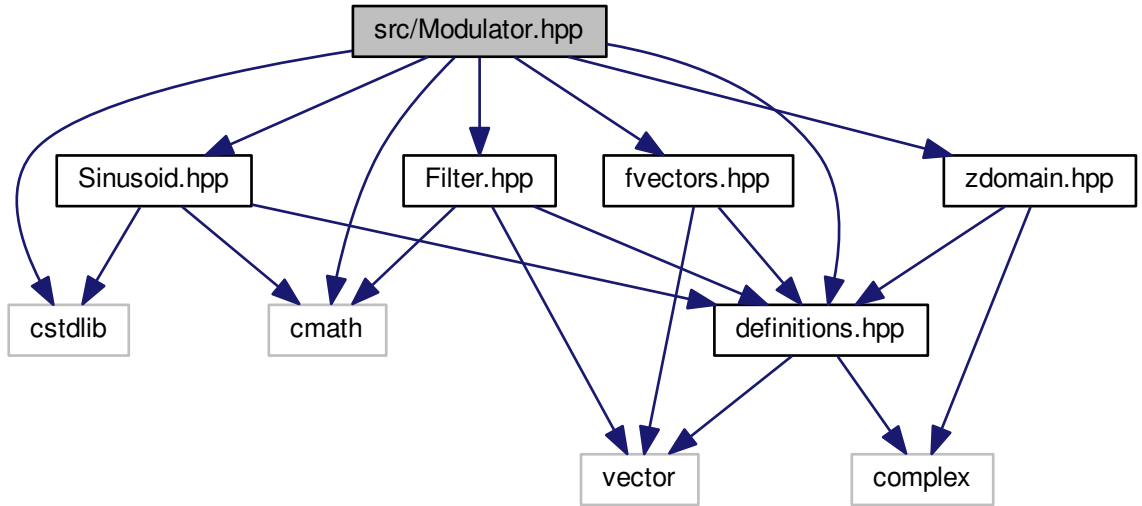 src/Modulator.hpp
Sinusoid.hpp
Filter.hpp
fvectors.hpp
zdomain.hpp
cstdlib
cmath
definitions.hpp
vector
complex